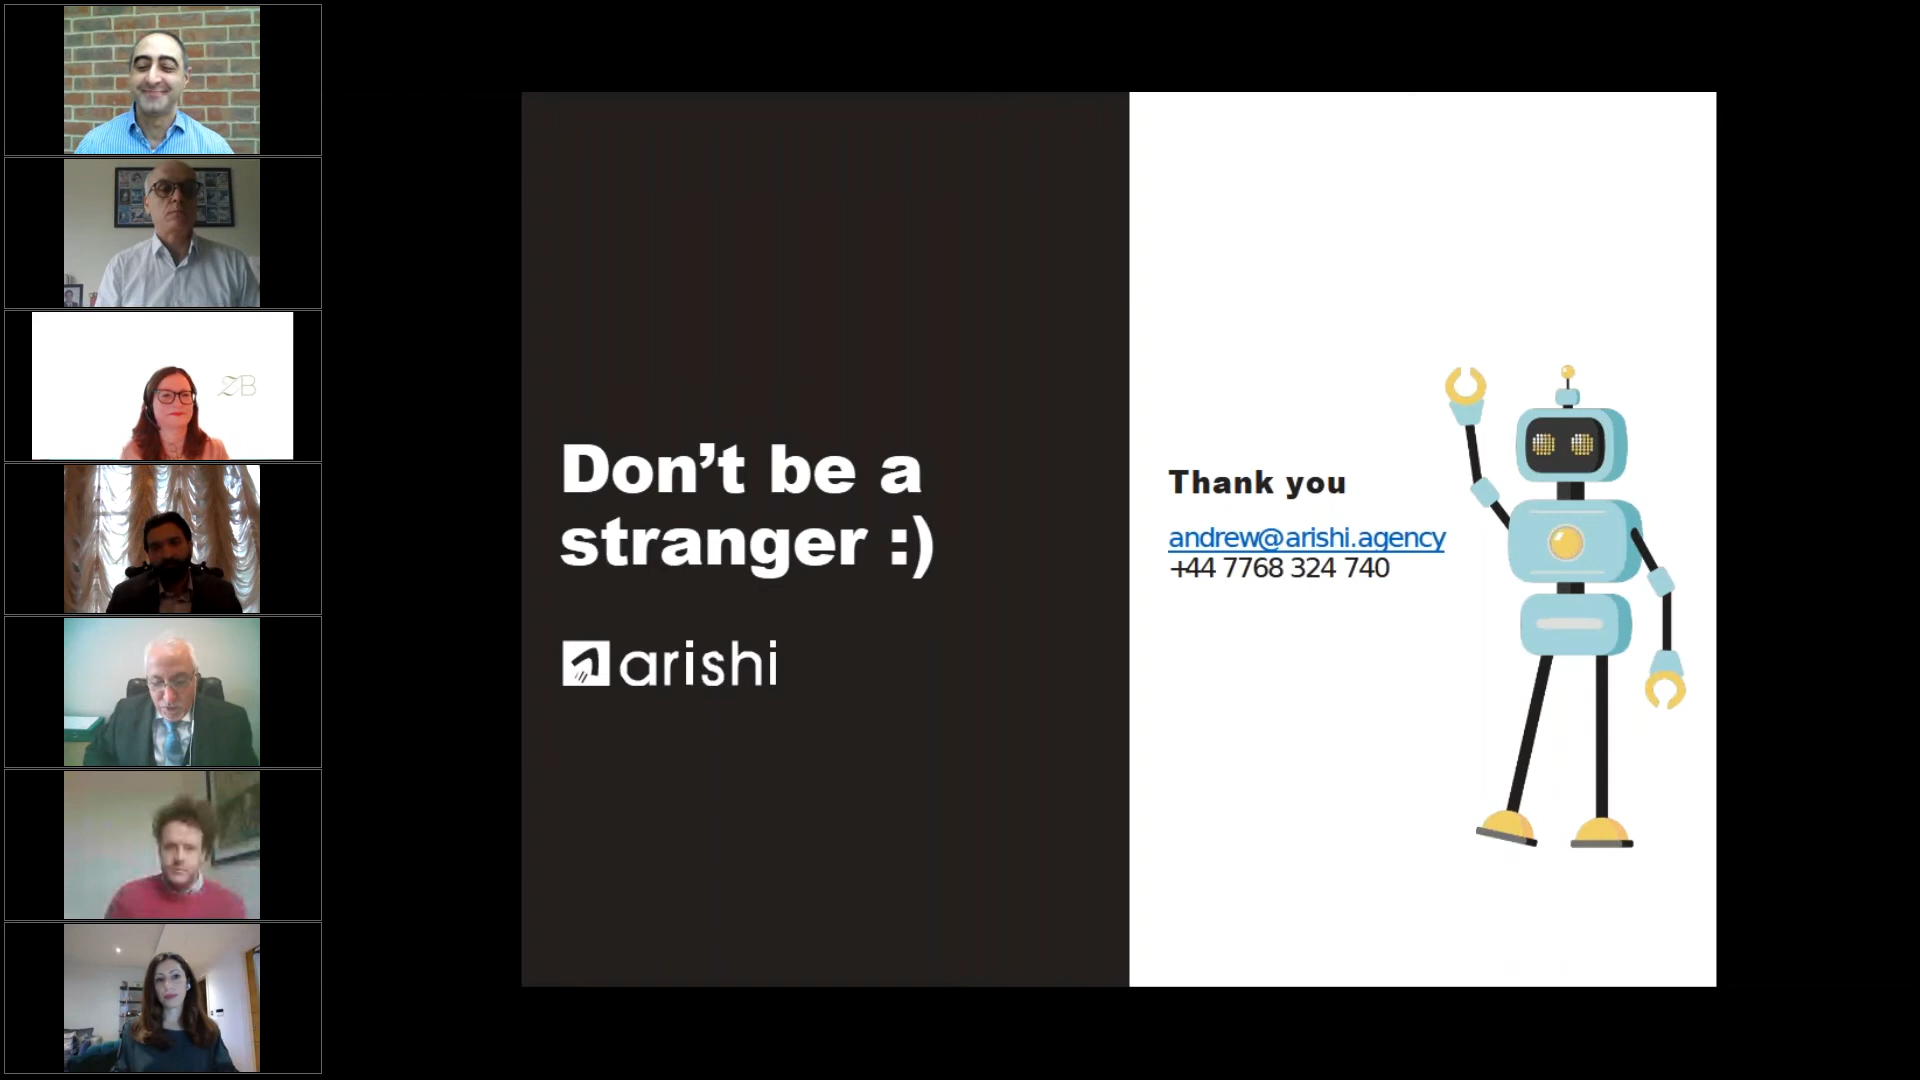 ZB
Don't be a
stranger :)
arishi
Thank you
andrew@arishi.agency
+44 7768 324 740